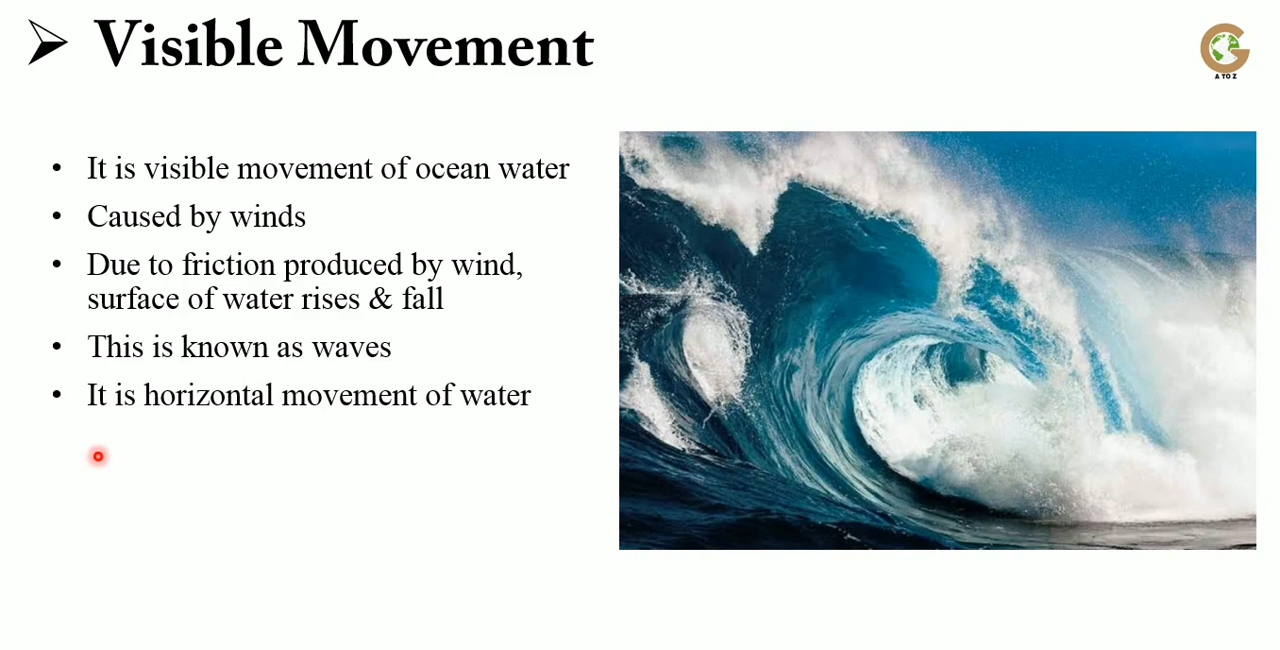 Visible Movement
A TO Z
• It is visible movement of ocean water
• Caused by winds
• Due to friction produced by wind,
surface of water rises & fall
• This is known as waves
• It is horizontal movement of water